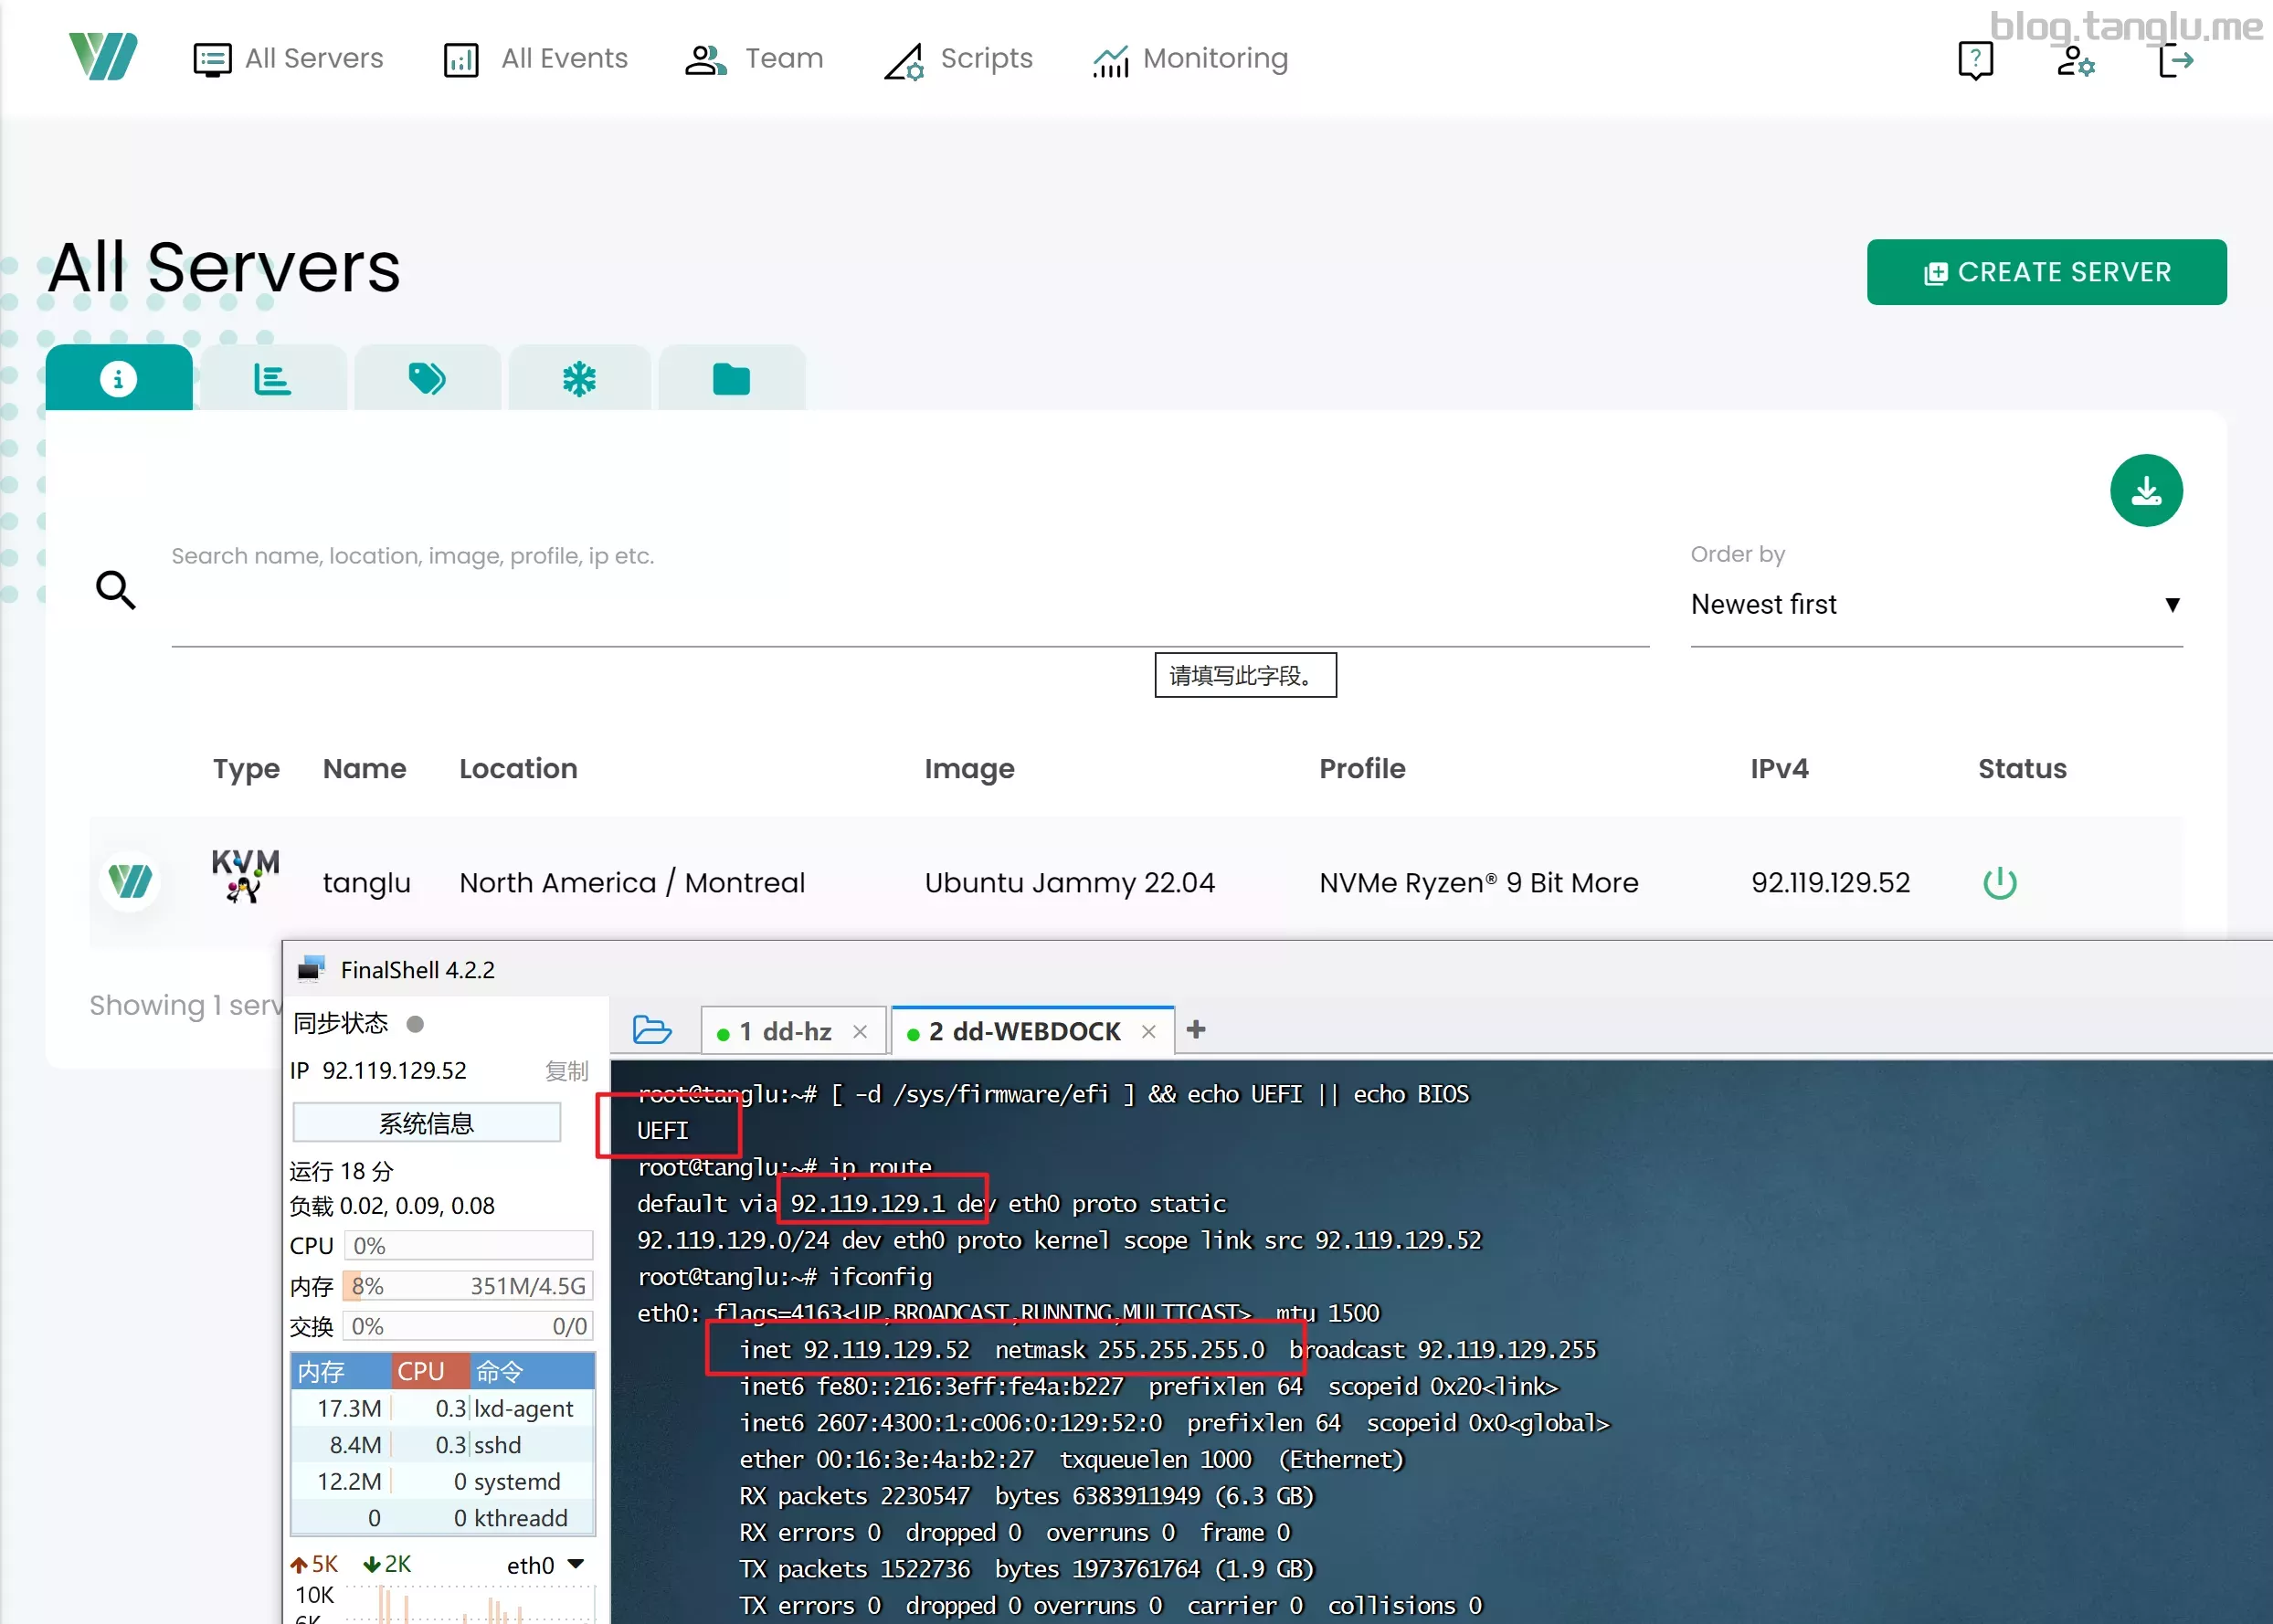 blog.tanglu.me
All Servers
All Events
Team
Scripts
Monitoring
All Servers
CREATE SERVER
Search name, location, image, profile, ip etc.
Order by
Newest first
请填写此字段。
Type Name Location Image Profile IPv4 Status
KVM tanglu North America / Montreal Ubuntu Jammy 22.04 NVMe Ryzen® 9 Bit More 92.119.129.52
Showing 1 serv
FinalShell 4.2.2
同步状态
IP 92.119.129.52 复制
系统信息
运行 18 分
负载 0.02, 0.09, 0.08
CPU 0%
内存 8% 351M/4.5G
交换 0% 0/0
内存 CPU 命令
17.3M 0.3 lxd-agent
8.4M 0.3 sshd
12.2M 0 systemd
0 0 kthreadd
5K 2K eth0
10K
6K
1 dd-hz
2 dd-WEBDOCK
root@tanglu:~# [ -d /sys/firmware/efi ] && echo UEFI || echo BIOS
UEFI
root@tanglu:~# ip route
default via 92.119.129.1 dev eth0 proto static
92.119.129.0/24 dev eth0 proto kernel scope link src 92.119.129.52
root@tanglu:~# ifconfig
eth0: flags=4163<UP,BROADCAST,RUNNING,MULTICAST> mtu 1500
inet 92.119.129.52 netmask 255.255.255.0 broadcast 92.119.129.255
inet6 fe80::216:3eff:fe4a:b227 prefixlen 64 scopeid 0x20<link>
inet6 2607:4300:1:c006:0:129:52:0 prefixlen 64 scopeid 0x0<global>
ether 00:16:3e:4a:b2:27 txqueuelen 1000 (Ethernet)
RX packets 2230547 bytes 6383911949 (6.3 GB)
RX errors 0 dropped 0 overruns 0 frame 0
TX packets 1522736 bytes 1973761764 (1.9 GB)
TX errors 0 dropped 0 overruns 0 carrier 0 collisions 0